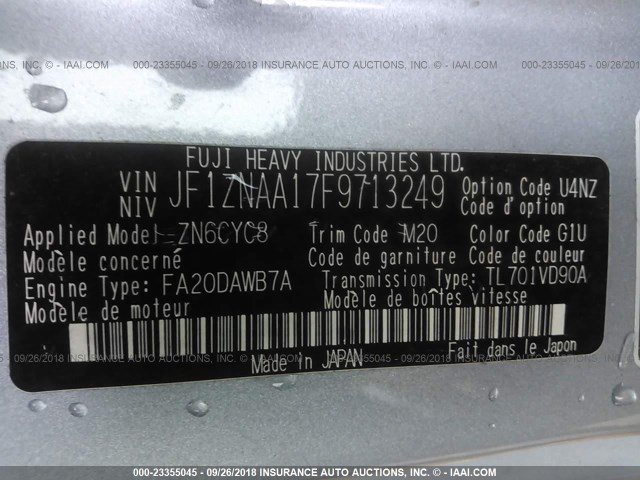 000-23355045 - 09/26/2018 INSURANCE AUTO AUCTIONS, INC. - © IAAI.COM
FUJI HEAVY INDUSTRIES LTD.
VIN NIV JF1ZNAA17F9713249 Option Code U4NZ
Code d'option
Applied Model ZN6CYC8 Trim Code M20 Color Code G1U
Modèle concerné Code de garniture Code de couleur
Engine Type: FA20DAWB7A Transmission Type: TL701VD90A
Modèle de moteur Modèle de boîtes vitesse
Made in JAPAN Fait dans le Japon
000-23355045 - 09/26/2018 INSURANCE AUTO AUCTIONS, INC. - © IAAI.COM
000-23355045 - 09/26/2018 INSURANCE AUTO AUCTIONS, INC. - © IAAI.COM